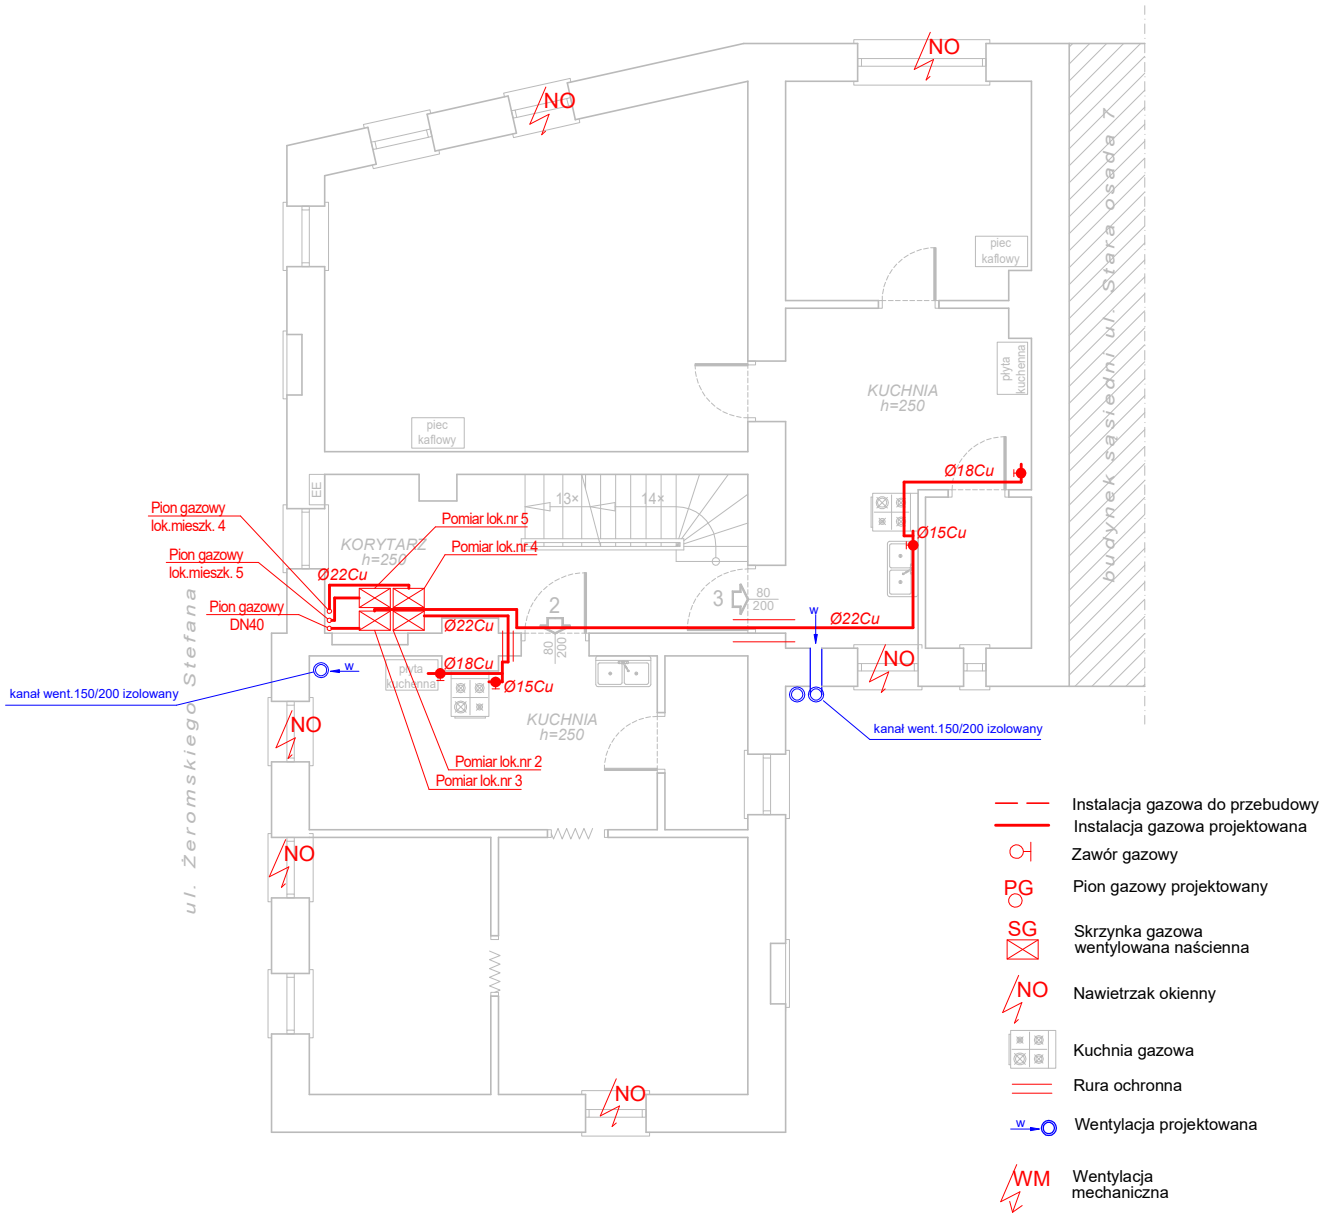 NO
NO
piec
kaflowy
budynek sąsiedni ul. Stara osada 7
płyta
kuchenna
KUCHNIA
h=250
piec
kaflowy
Ø18Cu
EE
13×
14×
Pion gazowy
lok.mieszk. 4
Pomiar lok.nr 5
Ø15Cu
KORYTARZ
h=250
Pomiar lok.nr 4
Pion gazowy
lok.mieszk. 5
Ø22Cu
Pion gazowy
DN40
2
3
80
200
w
Ø22Cu
Ø22Cu
80
200
NO
Ø18Cu
w
płyta
kuchenna
Ø15Cu
kanał went.150/200 izolowany
KUCHNIA
h=250
NO
kanał went.150/200 izolowany
Pomiar lok.nr 2
Pomiar lok.nr 3
ul. Żeromskiego Stefana
NO
NO
Instalacja gazowa do przebudowy
Instalacja gazowa projektowana
Zawór gazowy
PG
Pion gazowy projektowany
SG
Skrzynka gazowa
wentylowana naścienna
NO
Nawietrzak okienny
Kuchnia gazowa
Rura ochronna
w
Wentylacja projektowana
WM
Wentylacja
mechaniczna